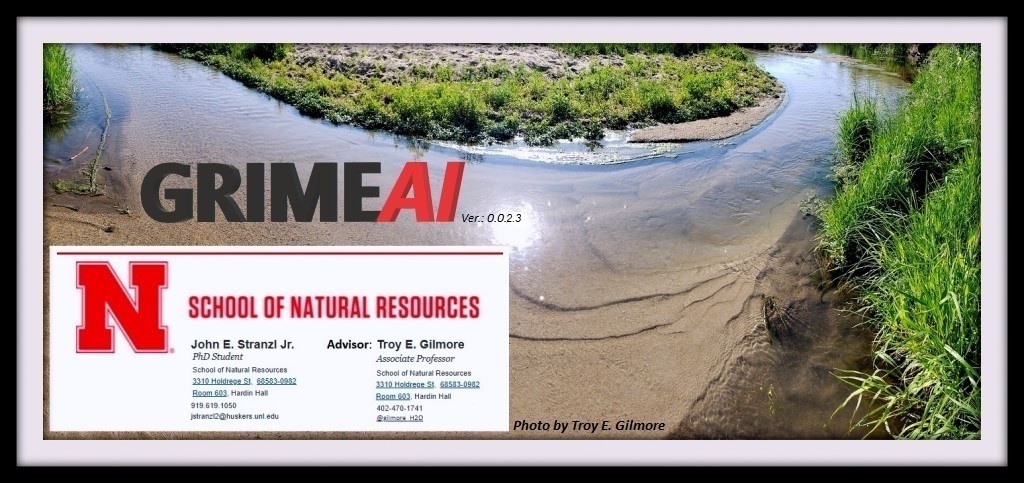 GRIMEAI
Ver.: 0.0.2.3
N
SCHOOL OF NATURAL RESOURCES
John E. Stranzl Jr.
PhD Student
School of Natural Resources
3310 Holdrege St, 68583-0982
Room 603, Hardin Hall
919.619.1050
jstranzl2@huskers.unl.edu
Advisor: Troy E. Gilmore
Associate Professor
School of Natural Resources
3310 Holdrege St, 68583-0982
Room 603, Hardin Hall
402-470-1741
@gilmore_H2O
Photo by Troy E. Gilmore